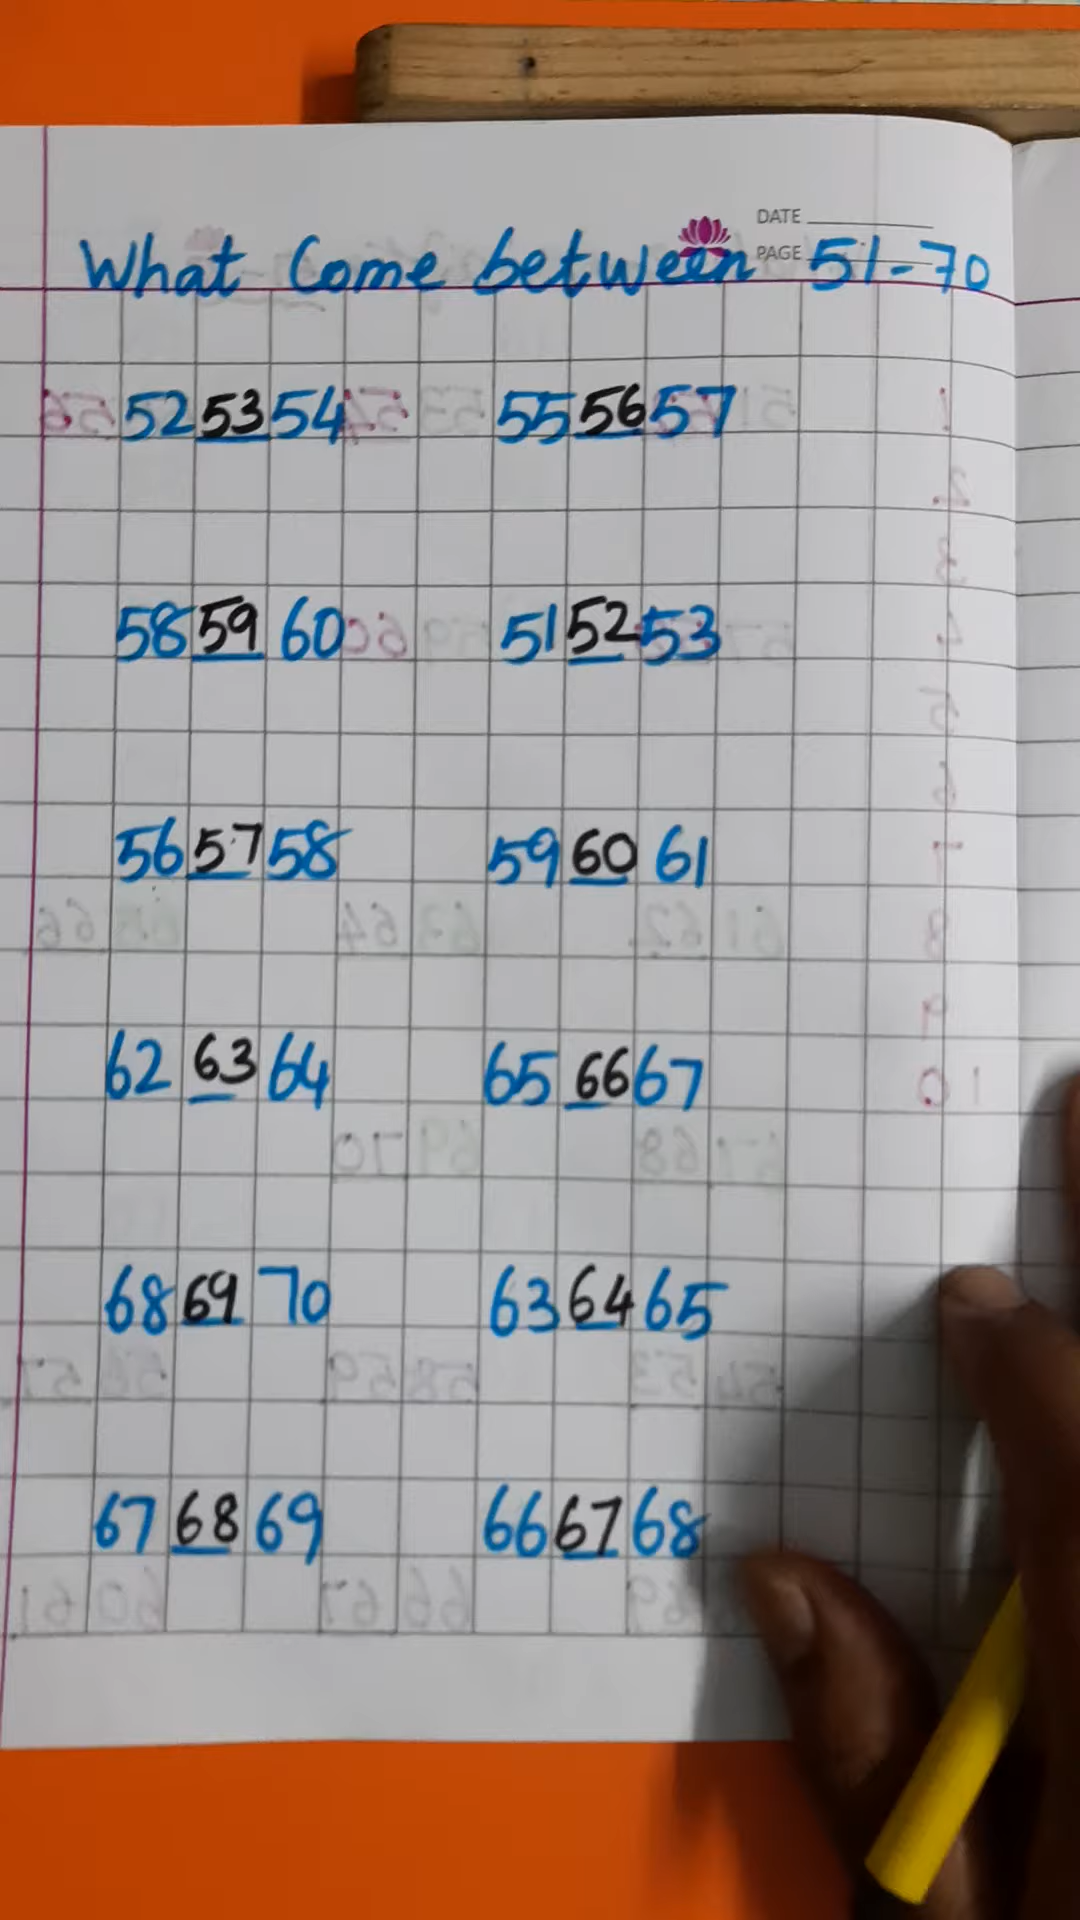 DATE
PAGE
What Come between 51-70
52 53 54 55 56 57
58 59 60 51 52 53
56 57 58 59 60 61
62 63 64 65 66 67
68 69 70 63 64 65
67 68 69 66 67 68